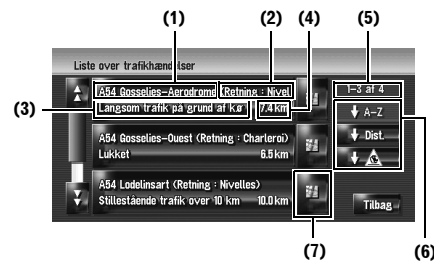 (1)
(2)
(4)
(5)
Liste over trafikhændelser
A54 Gosselies-Aerodrome (Retning : Nivel
1-3 af 4
(3)
Langsom trafik på grund af kø 7.4 km
A-Z
A54 Gosselies-Ouest (Retning : Charleroi)
Dist.
Lukket 6.5 km
A54 Lodelinsart (Retning : Nivelles)
Stillestående trafik over 10 km 10.0 km
Tilbag
(6)
(7)